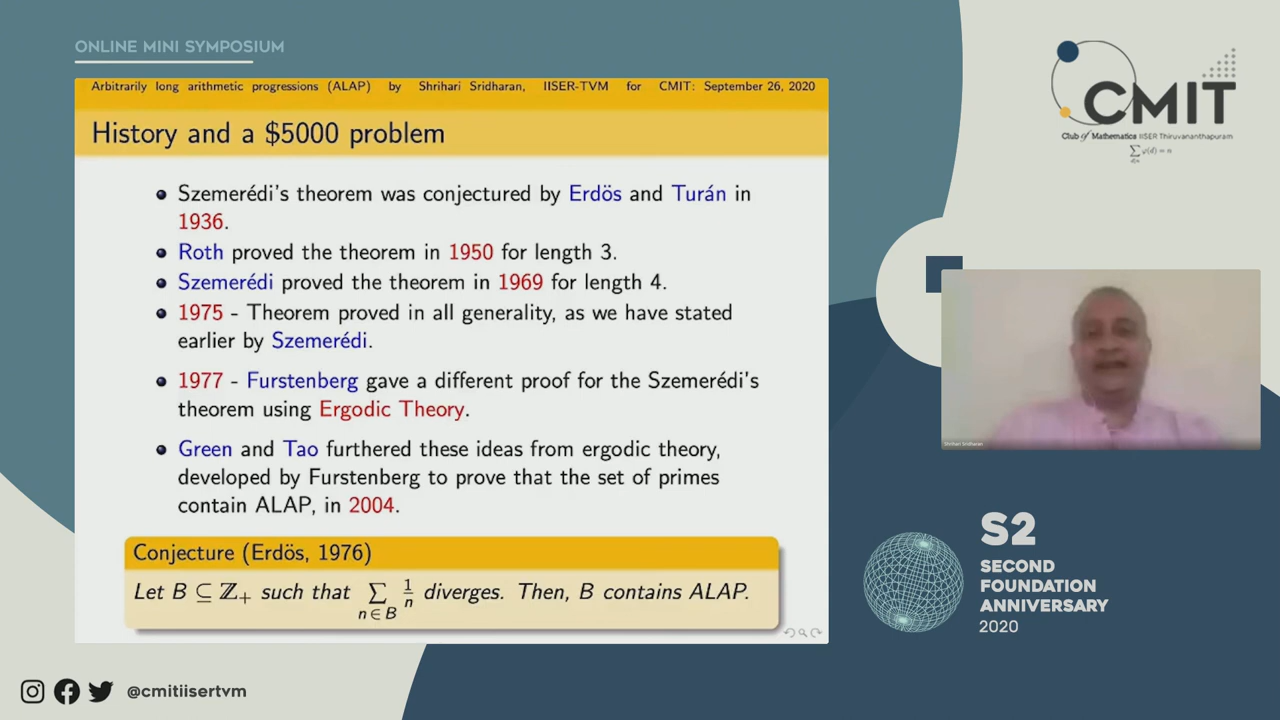 ONLINE MINI SYMPOSIUM
Arbitrarily long arithmetic progressions (ALAP) by Shrihari Sridharan, IISER-TVM for CMIT: September 26, 2020
History and a $5000 problem
Szemerédi's theorem was conjectured by Erdös and Turán in
1936.
Roth proved the theorem in 1950 for length 3.
Szemerédi proved the theorem in 1969 for length 4.
1975 - Theorem proved in all generality, as we have stated
earlier by Szemerédi.
1977 - Furstenberg gave a different proof for the Szemerédi's
theorem using Ergodic Theory.
Green and Tao furthered these ideas from ergodic theory,
developed by Furstenberg to prove that the set of primes
contain ALAP, in 2004.
Conjecture (Erdös, 1976)
Let B ⊆ ℤ₊ such that ∑_{n∈B} 1/n diverges. Then, B contains ALAP.
CMIT
Club of Mathematics IISER Thiruvananthapuram
∑_{d|n} φ(d) = n
Shrihari Sridharan
S2
SECOND
FOUNDATION
ANNIVERSARY
2020
@cmitiisertvm